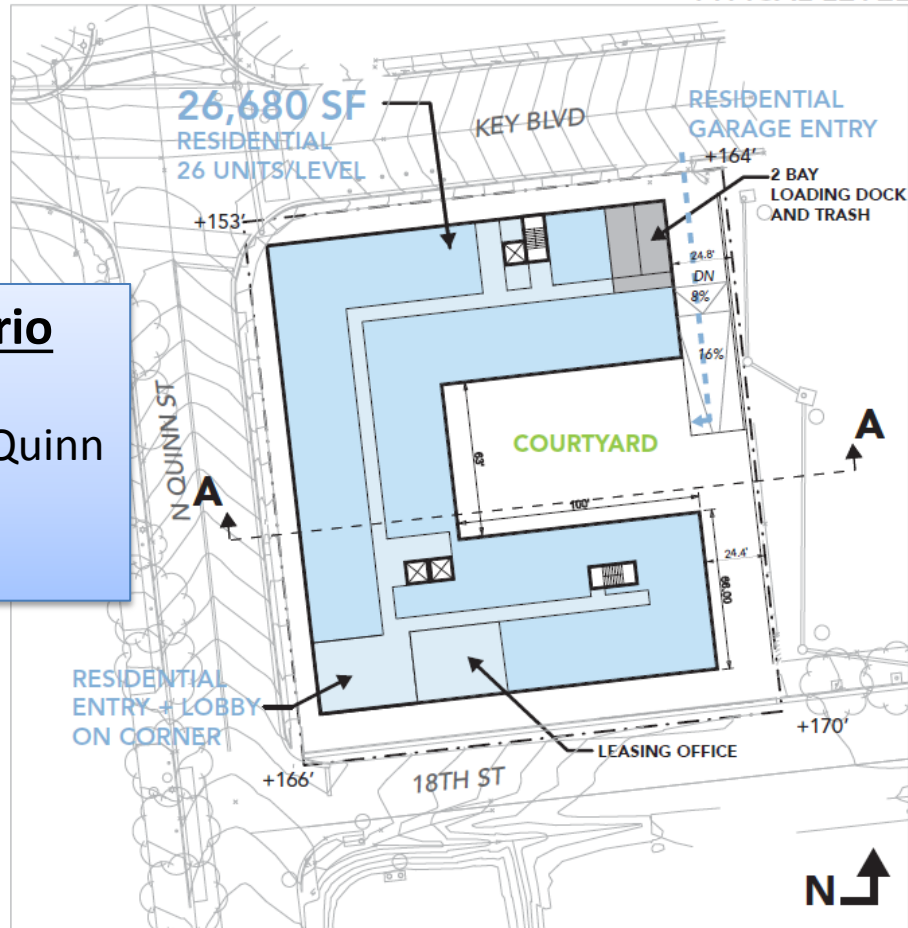 26,680 SF
RESIDENTIAL
26 UNITS/LEVEL
KEY BLVD
RESIDENTIAL
GARAGE ENTRY
+164'
2 BAY
LOADING DOCK
AND TRASH
+153'
24.8'
DN
8%
16%
rio
Quinn
N QUINN ST
COURTYARD
63'
A
A
100'
24.4'
66.00
RESIDENTIAL
ENTRY + LOBBY
ON CORNER
LEASING OFFICE
+170'
+166'
18TH ST
N